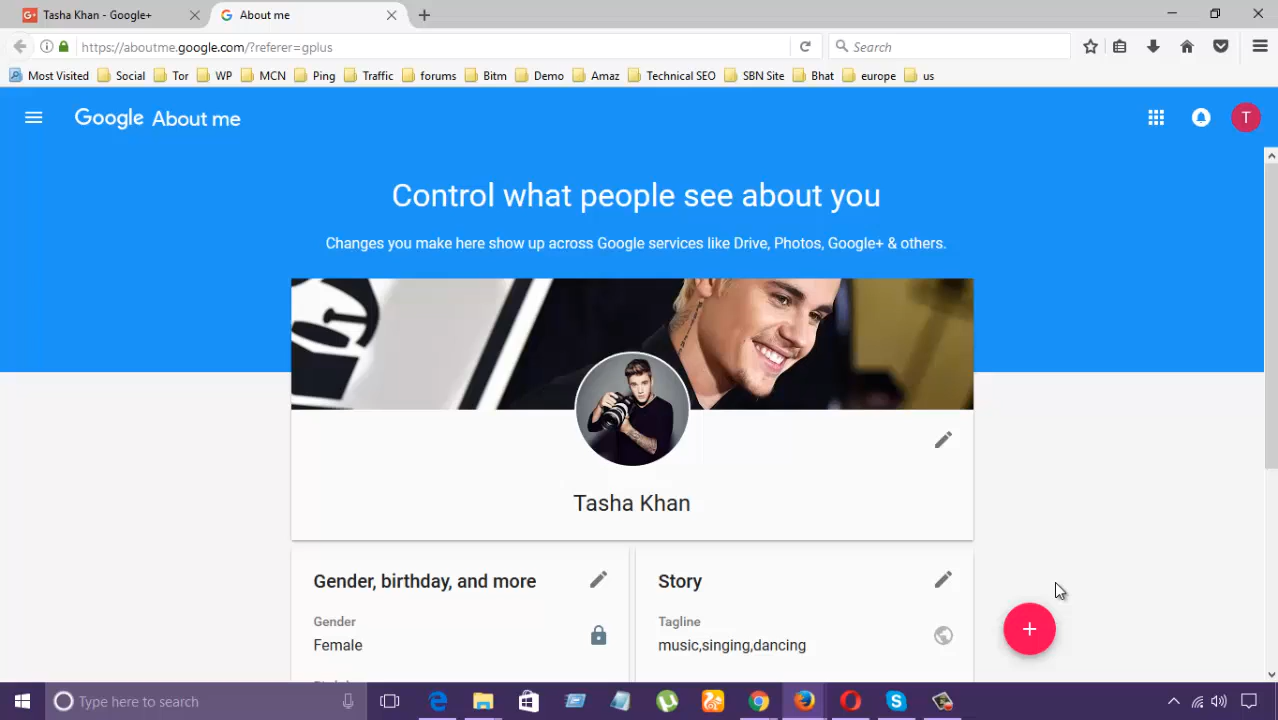 Tasha Khan - Google+
About me
https://aboutme.google.com/?referer=gplus
Search
Most Visited Social Tor WP MCN Ping Traffic forums Bitm Demo Amaz Technical SEO SBN Site Bhat europe us
Google About me
T
Control what people see about you
Changes you make here show up across Google services like Drive, Photos, Google+ & others.
Tasha Khan
Gender, birthday, and more
Gender
Female
Story
Tagline
music,singing,dancing
Type here to search